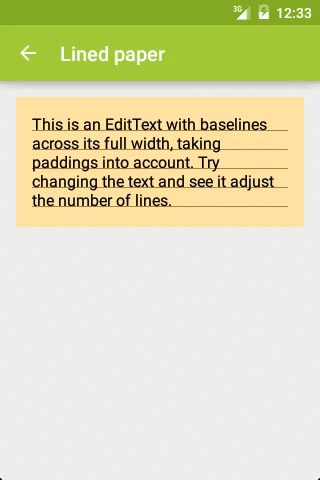 3G 12:33
Lined paper
This is an EditText with baselines
across its full width, taking
paddings into account. Try
changing the text and see it adjust
the number of lines.